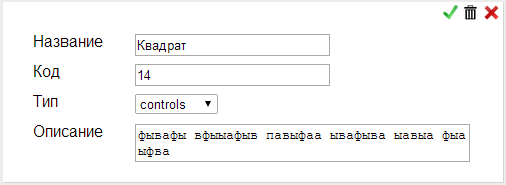 Название Квадрат
Код 14
Тип controls
Описание фывафы вфыыафыв павыфаа ывафыва ыавыа фыа
ыфва